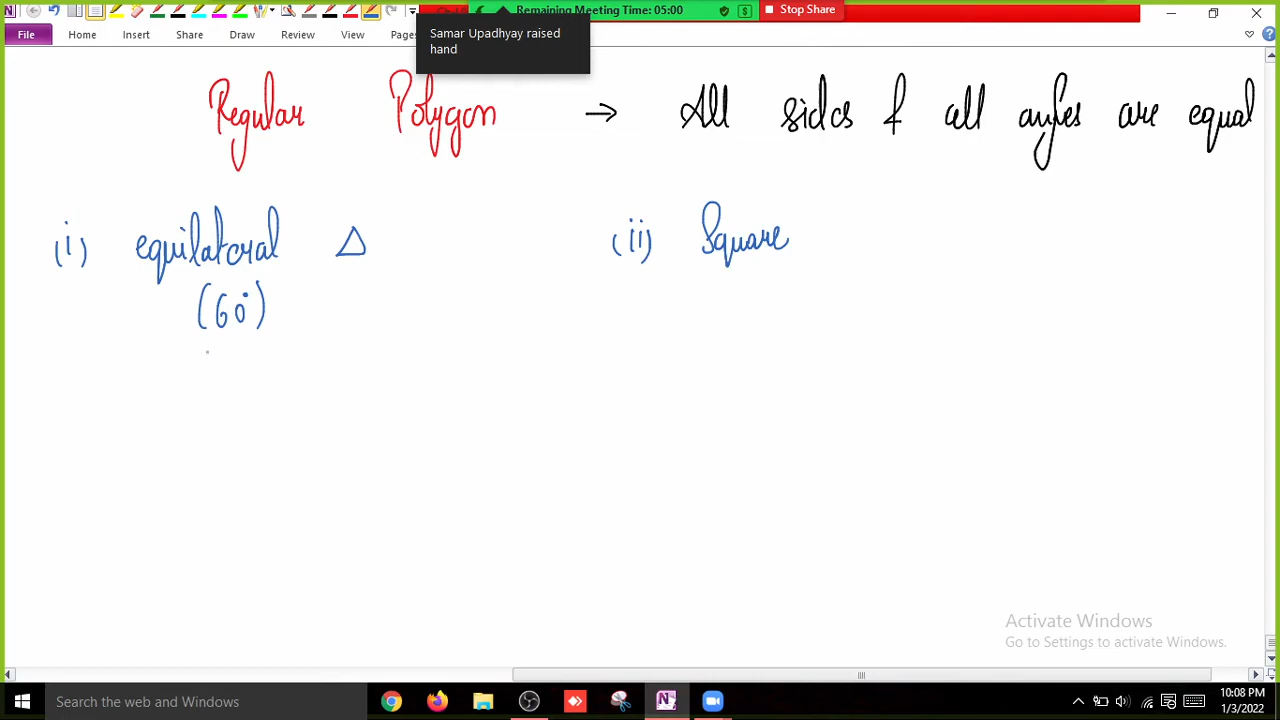 Remaining Meeting Time: 05:00
Stop Share
File Home Insert Share Draw Review View Pages
Samar Upadhyay raised
hand
Regular Polygon → All sides & all angles are equal
(i) equilateral △ (ii) Square
(60°)
Activate Windows
Go to Settings to activate Windows.
Search the web and Windows
10:08 PM
1/3/2022